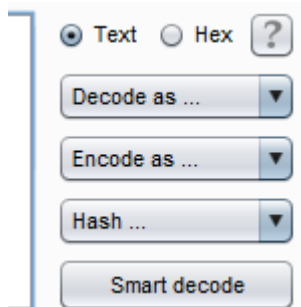 Text Hex ?
Decode as ...
Encode as ...
Hash ...
Smart decode